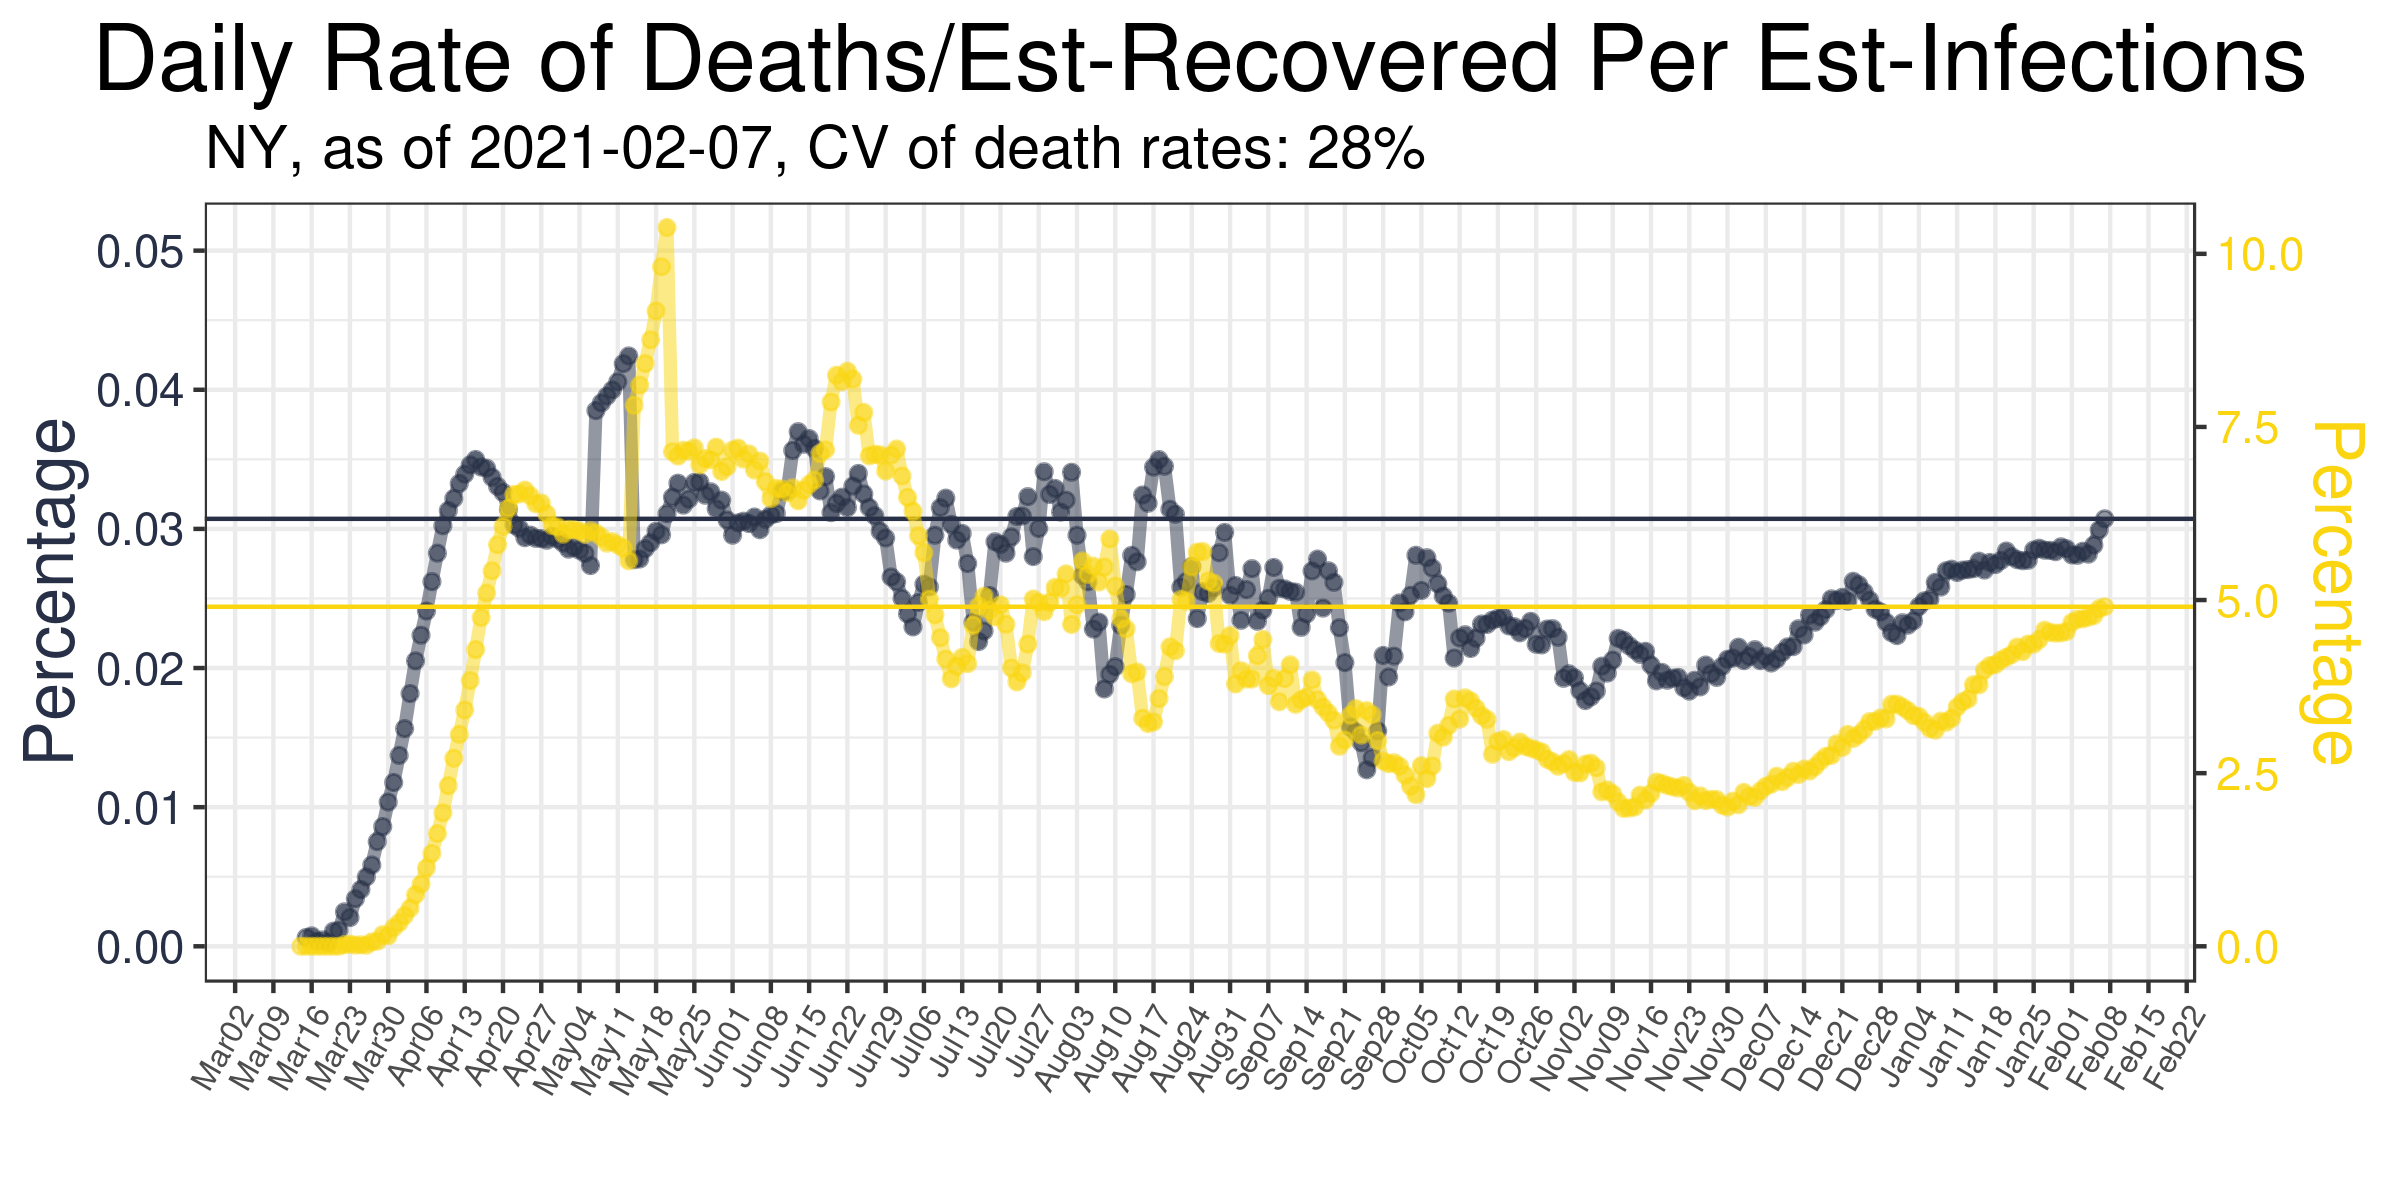 Daily Rate of Deaths/Est-Recovered Per Est-Infections
NY, as of 2021-02-07, CV of death rates: 28%
Percentage
0.05
0.04
0.03
0.02
0.01
0.00
10.0
7.5
5.0
2.5
0.0
Percentage
Mar02 Mar09 Mar16 Mar23 Mar30 Apr06 Apr13 Apr20 Apr27 May04 May11 May18 May25 Jun01 Jun08 Jun15 Jun22 Jun29 Jul06 Jul13 Jul20 Jul27 Aug03 Aug10 Aug17 Aug24 Aug31 Sep07 Sep14 Sep21 Sep28 Oct05 Oct12 Oct19 Oct26 Nov02 Nov09 Nov16 Nov23 Nov30 Dec07 Dec14 Dec21 Dec28 Dec04 Jan11 Jan18 Jan25 Feb01 Feb08 Feb15 Feb22